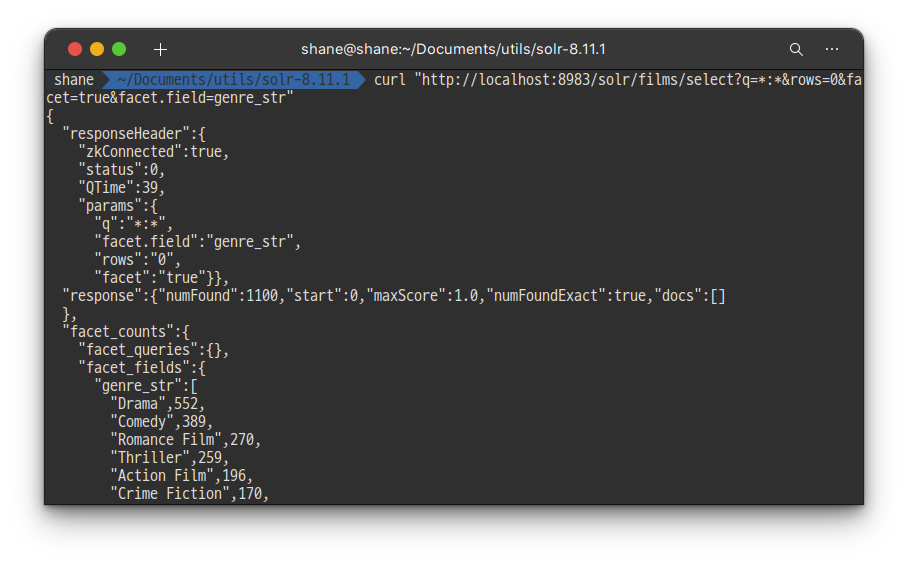 shane@shane:~/Documents/utils/solr-8.11.1
shane ~/Documents/utils/solr-8.11.1 curl "http://localhost:8983/solr/films/select?q=*:*&rows=0&fa
cet=true&facet.field=genre_str"
{
  "responseHeader":{
    "zkConnected":true,
    "status":0,
    "QTime":39,
    "params":{
      "q":"*:*",
      "facet.field":"genre_str",
      "rows":"0",
      "facet":"true"}},
  "response":{"numFound":1100,"start":0,"maxScore":1.0,"numFoundExact":true,"docs":[]
  },
  "facet_counts":{
    "facet_queries":{},
    "facet_fields":{
      "genre_str":[
        "Drama",552,
        "Comedy",389,
        "Romance Film",270,
        "Thriller",259,
        "Action Film",196,
        "Crime Fiction",170,